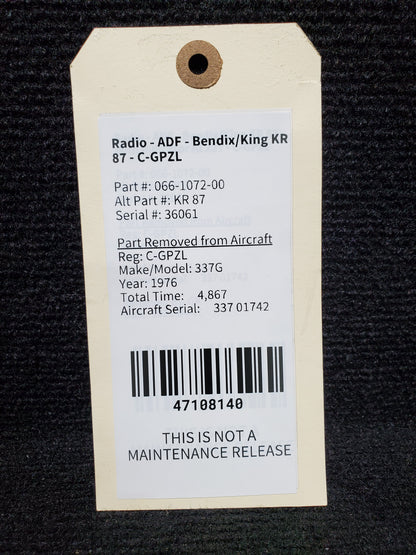 Radio - ADF - Bendix/King KR
87 - C-GPZL
Part #: 066-1072-00
Alt Part #: KR 87
Serial #: 36061
Part Removed from Aircraft
Reg: C-GPZL
Make/Model: 337G
Year: 1976
Total Time: 4,867
Aircraft Serial: 337 01742
47108140
THIS IS NOT A
MAINTENANCE RELEASE